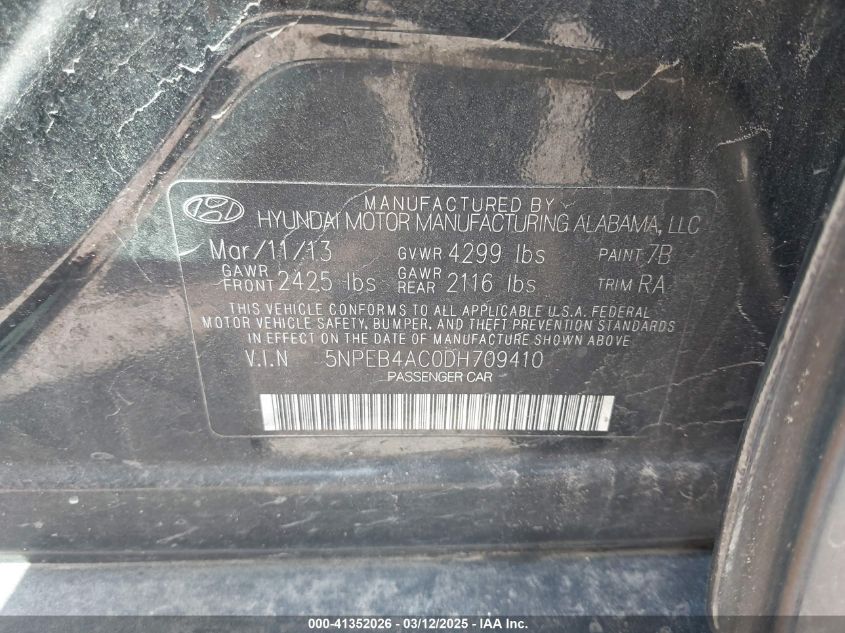 MANUFACTURED BY
HYUNDAI MOTOR MANUFACTURING ALABAMA, LLC
Mar/11/13 GVWR 4299 lbs PAINT 7B
GAWR FRONT 2425 lbs GAWR REAR 2116 lbs TRIM RA
THIS VEHICLE CONFORMS TO ALL APPLICABLE U.S.A. FEDERAL
MOTOR VEHICLE SAFETY, BUMPER, AND THEFT PREVENTION STANDARDS
IN EFFECT ON THE DATE OF MANUFACTURE SHOWN ABOVE
V.I.N 5NPEB4AC0DH709410
PASSENGER CAR
000-41352026 - 03/12/2025 - COPART - IAA